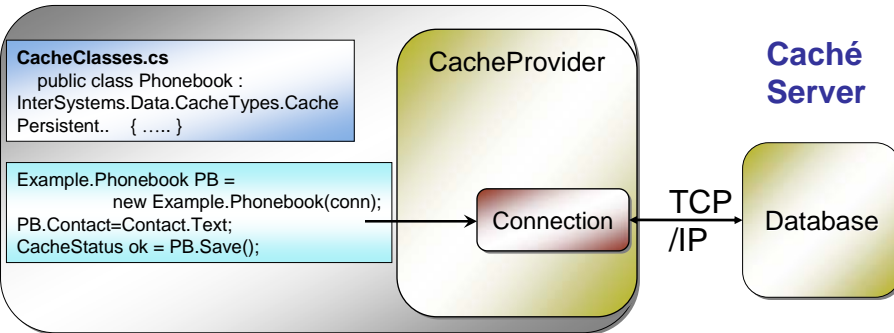 CacheClasses.cs
public class Phonebook :
InterSystems.Data.CacheTypes.Cache
Persistent.. { ….. }
Example.Phonebook PB =
new Example.Phonebook(conn);
PB.Contact=Contact.Text;
CacheStatus ok = PB.Save();
CacheProvider
Connection
TCP
/IP
Caché
Server
Database